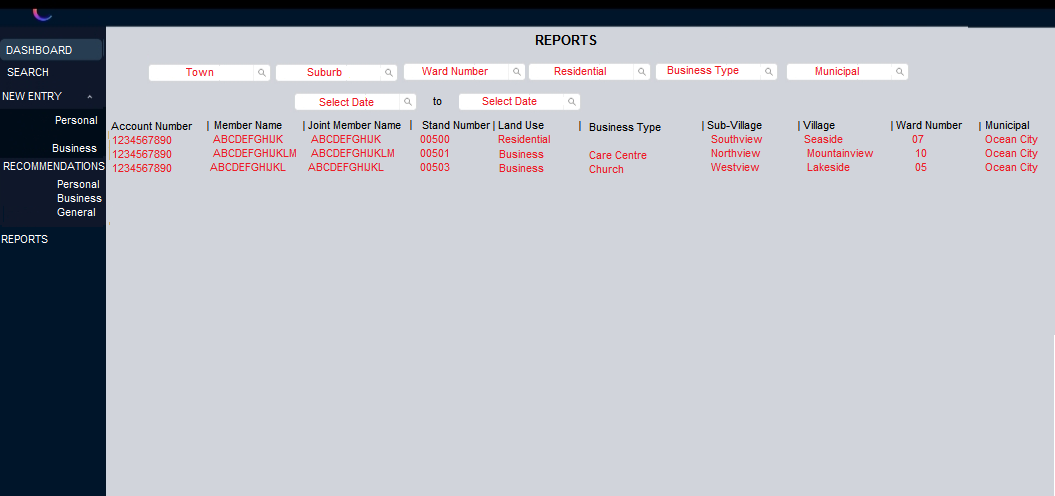 REPORTS
DASHBOARD
SEARCH
NEW ENTRY
Personal
Business
RECOMMENDATIONS
Personal
Business
General
REPORTS
Town Suburb Ward Number Residential Business Type Municipal
Select Date to Select Date
Account Number Member Name Joint Member Name Stand Number Land Use Business Type Sub-Village Village Ward Number Municipal
1234567890 ABCDEFGHIJK ABCDEFGHIJK 00500 Residential Southview Seaside 07 Ocean City
1234567890 ABCDEFGHIJKLM ABCDEFGHIJKLM 00501 Business Care Centre Northview Mountainview 10 Ocean City
1234567890 ABCDEFGHIJKL ABCDEFGHIJKL 00503 Business Church Westview Lakeside 05 Ocean City